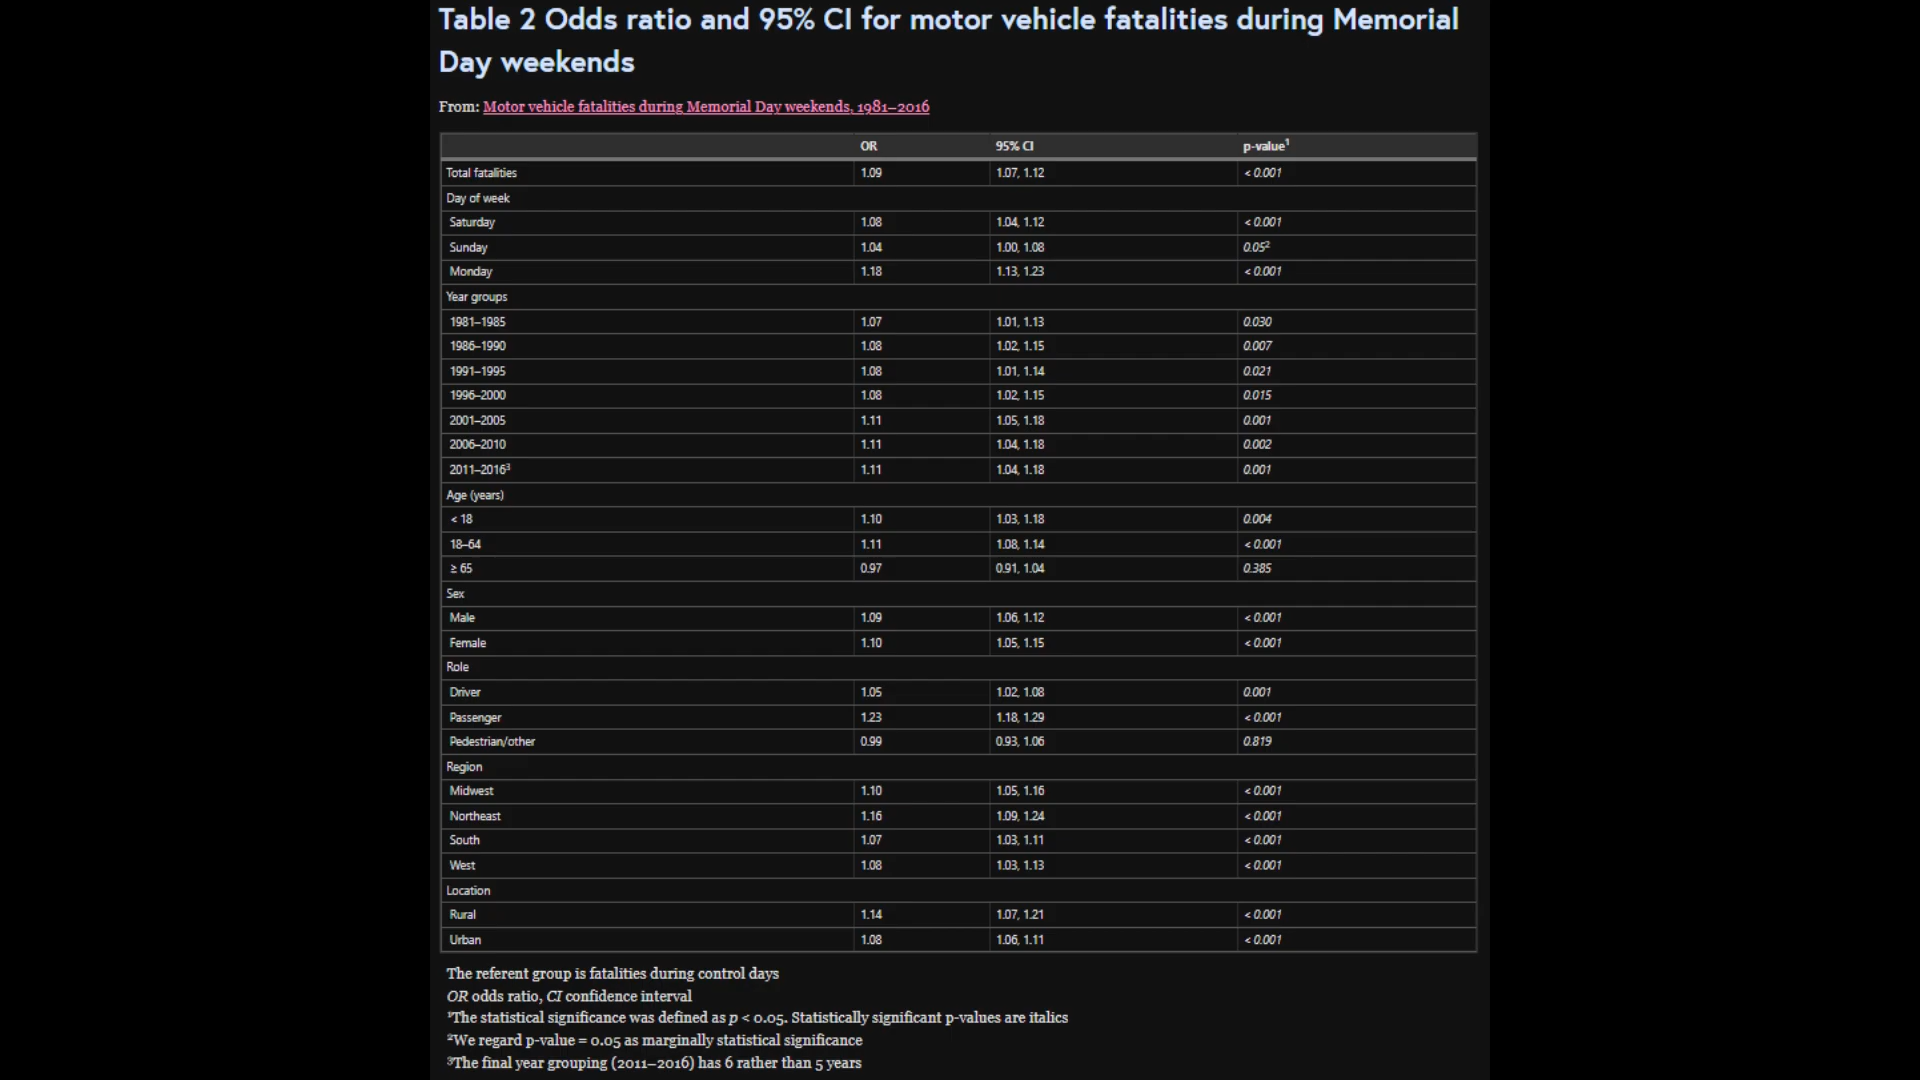 Table 2 Odds ratio and 95% CI for motor vehicle fatalities during Memorial
Day weekends
From: Motor vehicle fatalities during Memorial Day weekends, 1981–2016
OR 95% CI p-value¹
Total fatalities 1.09 1.07, 1.12 < 0.001
Day of week
Saturday 1.08 1.04, 1.12 < 0.001
Sunday 1.04 1.00, 1.08 0.05²
Monday 1.18 1.13, 1.23 < 0.001
Year groups
1981–1985 1.07 1.01, 1.13 0.030
1986–1990 1.08 1.02, 1.15 0.007
1991–1995 1.08 1.01, 1.14 0.021
1996–2000 1.08 1.02, 1.15 0.015
2001–2005 1.11 1.05, 1.18 0.001
2006–2010 1.11 1.04, 1.18 0.002
2011–2016³ 1.11 1.04, 1.18 0.001
Age (years)
< 18 1.10 1.03, 1.18 0.004
18–64 1.11 1.08, 1.14 < 0.001
≥ 65 0.97 0.91, 1.04 0.385
Sex
Male 1.09 1.06, 1.12 < 0.001
Female 1.10 1.05, 1.15 < 0.001
Role
Driver 1.05 1.02, 1.08 0.001
Passenger 1.23 1.18, 1.29 < 0.001
Pedestrian/other 0.99 0.93, 1.06 0.819
Region
Midwest 1.10 1.05, 1.16 < 0.001
Northeast 1.16 1.09, 1.24 < 0.001
South 1.07 1.03, 1.11 < 0.001
West 1.08 1.03, 1.13 < 0.001
Location
Rural 1.14 1.07, 1.21 < 0.001
Urban 1.08 1.06, 1.11 < 0.001
The referent group is fatalities during control days
OR odds ratio, CI confidence interval
¹The statistical significance was defined as p < 0.05. Statistically significant p-values are italics
²We regard p-value = 0.05 as marginally statistical significance
³The final year grouping (2011–2016) has 6 rather than 5 years